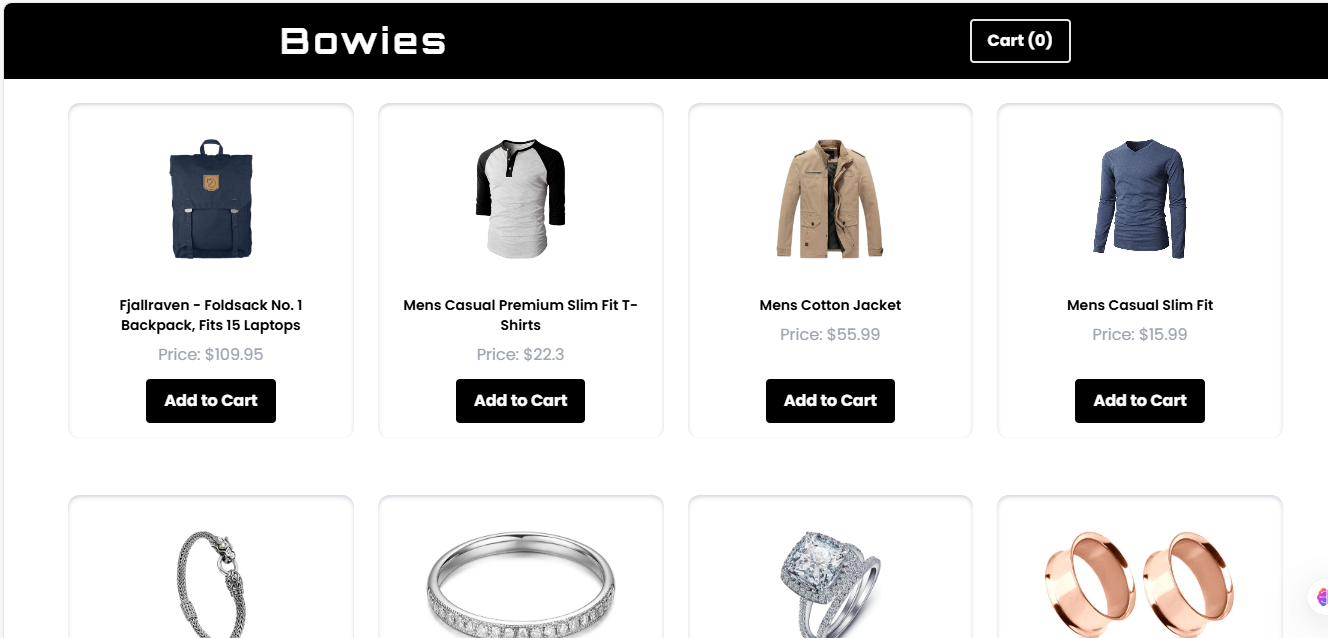 Bowies
Cart (0)
Fjallraven - Foldsack No. 1
Backpack, Fits 15 Laptops
Price: $109.95
Add to Cart
Mens Casual Premium Slim Fit T-
Shirts
Price: $22.3
Add to Cart
Mens Cotton Jacket
Price: $55.99
Add to Cart
Mens Casual Slim Fit
Price: $15.99
Add to Cart